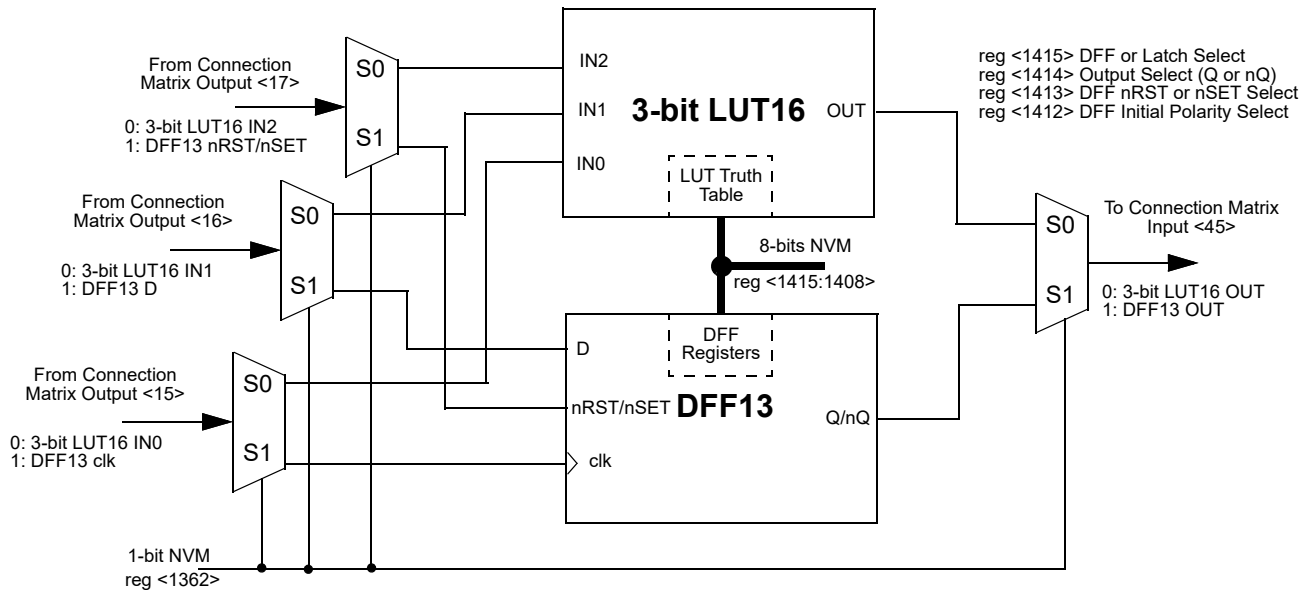 From Connection
Matrix Output <17>
0: 3-bit LUT16 IN2
1: DFF13 nRST/nSET
S0
S1
From Connection
Matrix Output <16>
0: 3-bit LUT16 IN1
1: DFF13 D
S0
S1
From Connection
Matrix Output <15>
0: 3-bit LUT16 IN0
1: DFF13 clk
S0
S1
1-bit NVM
reg <1362>
IN2
IN1
IN0
3-bit LUT16
OUT
LUT Truth
Table
8-bits NVM
reg <1415:1408>
DFF
Registers
D
nRST/nSET
DFF13
clk
Q/nQ
reg <1415> DFF or Latch Select
reg <1414> Output Select (Q or nQ)
reg <1413> DFF nRST or nSET Select
reg <1412> DFF Initial Polarity Select
S0
S1
To Connection Matrix
Input <45>
0: 3-bit LUT16 OUT
1: DFF13 OUT